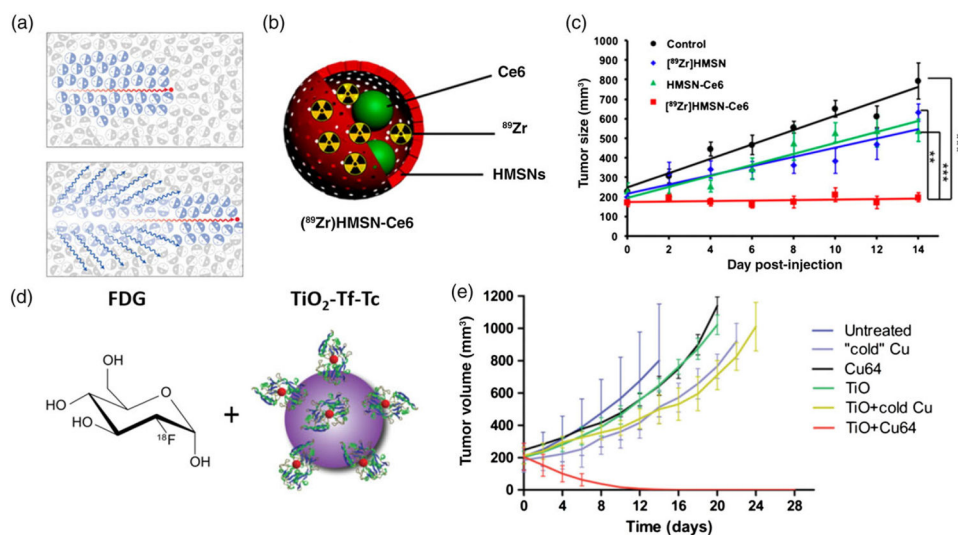 (a)
(b)
Ce6
⁸⁹Zr
HMSNs
(⁸⁹Zr)HMSN-Ce6
(c)
Tumor size (mm³)
1000
900
800
700
600
500
400
300
200
100
0
0 2 4 6 8 10 12 14
Day post-injection
Control
[⁸⁹Zr]HMSN
HMSN-Ce6
[⁸⁹Zr]HMSN-Ce6
**
***
***
(d)
FDG
OH
HO
HO
O
¹⁸F
OH
+
TiO₂-Tf-Tc
(e)
Tumor volume (mm³)
1200
1000
800
600
400
200
0
0 4 8 12 16 20 24 28
Time (days)
Untreated
"cold" Cu
Cu64
TiO
TiO+cold Cu
TiO+Cu64